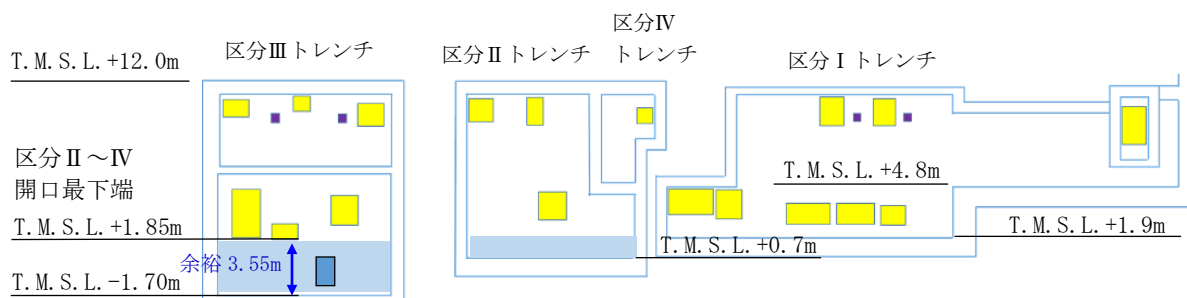 区分Ⅳ
トレンチ
区分Ⅲトレンチ
区分Ⅱトレンチ
区分Ⅰトレンチ
T.M.S.L.+12.0m
区分Ⅱ～Ⅳ
開口最下端
T.M.S.L.+4.8m
T.M.S.L.+1.85m
T.M.S.L.+1.9m
T.M.S.L.+0.7m
余裕 3.55m
T.M.S.L.-1.70m